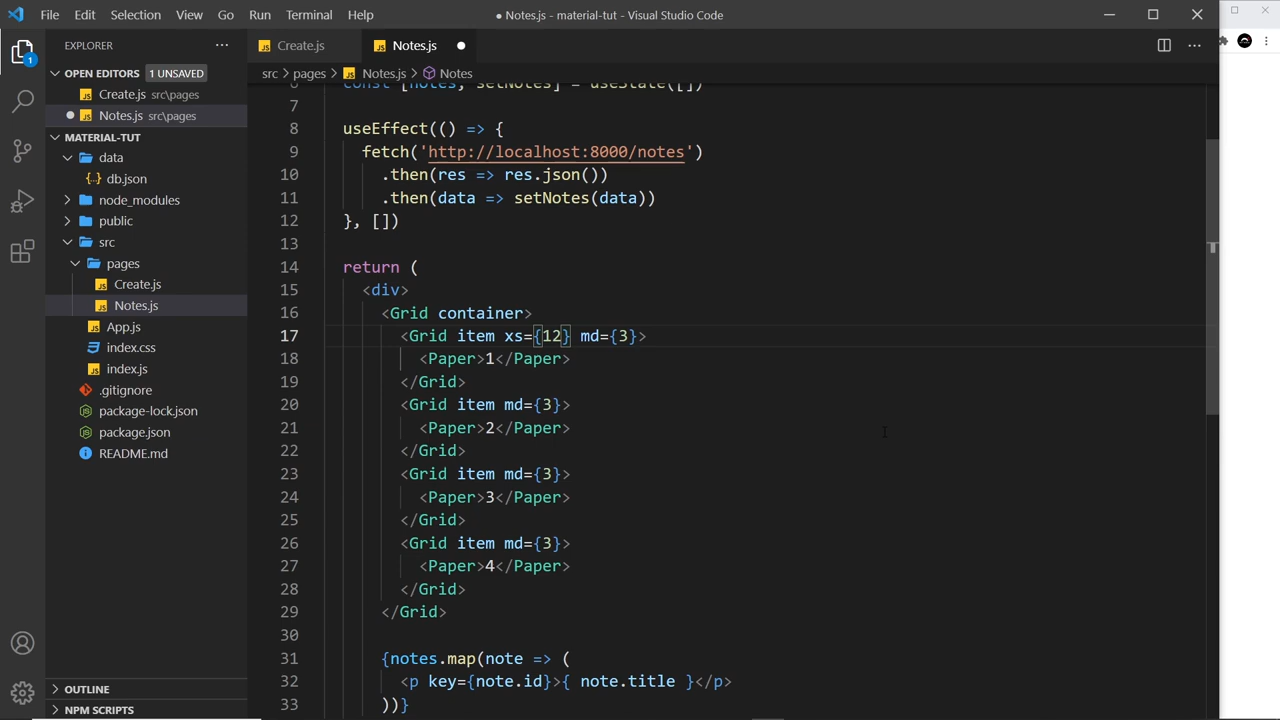 File Edit Selection View Go Run Terminal Help
● Notes.js - material-tut - Visual Studio Code
EXPLORER ···
Create.js
Notes.js ●
OPEN EDITORS 1 UNSAVED
src > pages > Notes.js > Notes
Create.js src\pages
Notes.js src\pages
MATERIAL-TUT
data
db.json
node_modules
public
src
pages
Create.js
Notes.js
App.js
index.css
index.js
.gitignore
package-lock.json
package.json
README.md
OUTLINE
NPM SCRIPTS
1
6 const [notes, setNotes] = useState([])
7
8 useEffect(() => {
9 fetch('http://localhost:8000/notes')
10 .then(res => res.json())
11 .then(data => setNotes(data))
12 }, [])
13
14 return (
15 <div>
16 <Grid container>
17 <Grid item xs={12} md={3}>
18 <Paper>1</Paper>
19 </Grid>
20 <Grid item md={3}>
21 <Paper>2</Paper>
22 </Grid>
23 <Grid item md={3}>
24 <Paper>3</Paper>
25 </Grid>
26 <Grid item md={3}>
27 <Paper>4</Paper>
28 </Grid>
29 </Grid>
30
31 {notes.map(note => (
32 <p key={note.id}>{ note.title }</p>
33 ))}